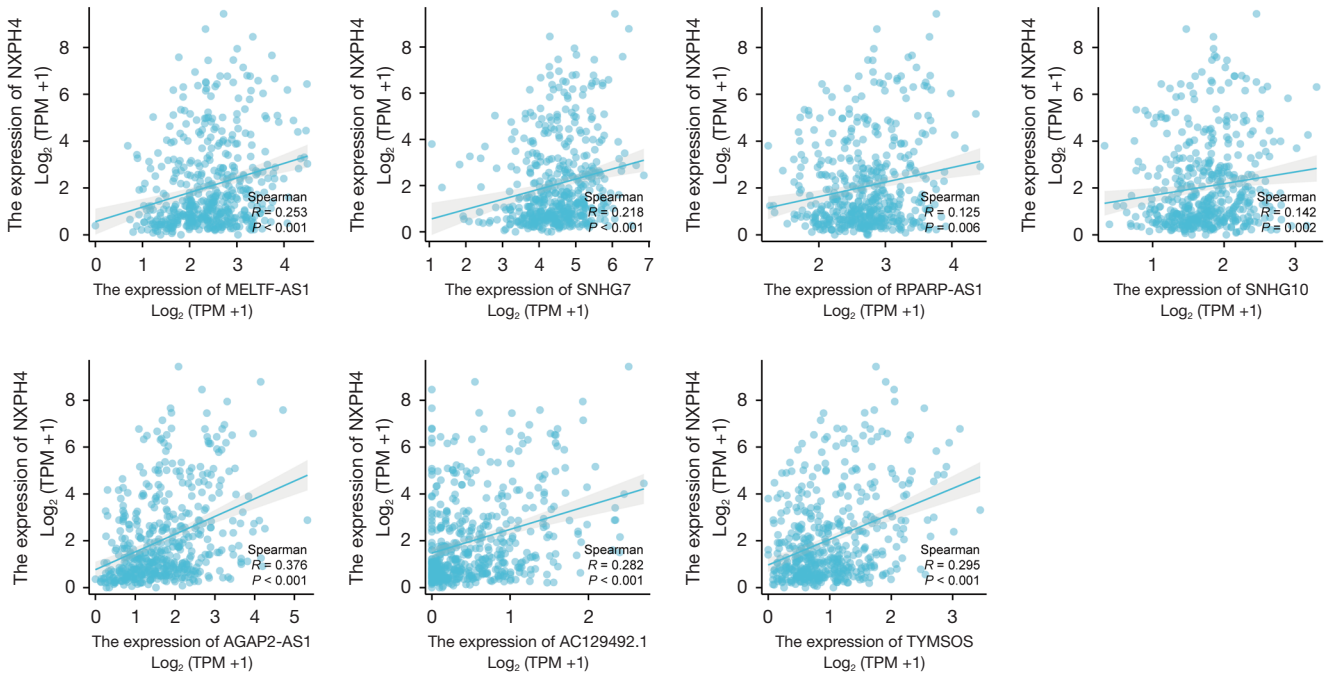 The expression of NXPH4
Log₂ (TPM +1)
8
6
4
2
0
Spearman
R = 0.253
P < 0.001
0 1 2 3 4
The expression of MELTF-AS1
Log₂ (TPM +1)
The expression of NXPH4
Log₂ (TPM +1)
8
6
4
2
0
Spearman
R = 0.218
P < 0.001
1 2 3 4 5 6 7
The expression of SNHG7
Log₂ (TPM +1)
The expression of NXPH4
Log₂ (TPM +1)
8
6
4
2
0
Spearman
R = 0.125
P = 0.006
2 3 4
The expression of RPARP-AS1
Log₂ (TPM +1)
The expression of NXPH4
Log₂ (TPM +1)
8
6
4
2
0
Spearman
R = 0.142
P = 0.002
1 2 3
The expression of SNHG10
Log₂ (TPM +1)
The expression of NXPH4
Log₂ (TPM +1)
8
6
4
2
0
Spearman
R = 0.376
P < 0.001
0 1 2 3 4 5
The expression of AGAP2-AS1
Log₂ (TPM +1)
The expression of NXPH4
Log₂ (TPM +1)
8
6
4
2
0
Spearman
R = 0.282
P < 0.001
0 1 2
The expression of AC129492.1
Log₂ (TPM +1)
The expression of NXPH4
Log₂ (TPM +1)
8
6
4
2
0
Spearman
R = 0.295
P < 0.001
0 1 2 3
The expression of TYMSOS
Log₂ (TPM +1)